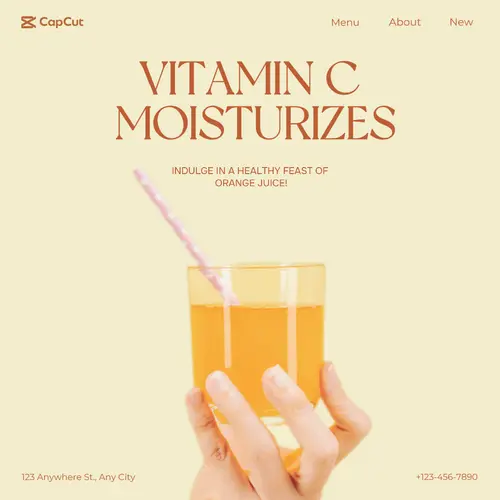 CapCut
Menu
About
New
VITAMIN C
MOISTURIZES
INDULGE IN A HEALTHY FEAST OF
ORANGE JUICE!
123 Anywhere St., Any City
+123-456-7890